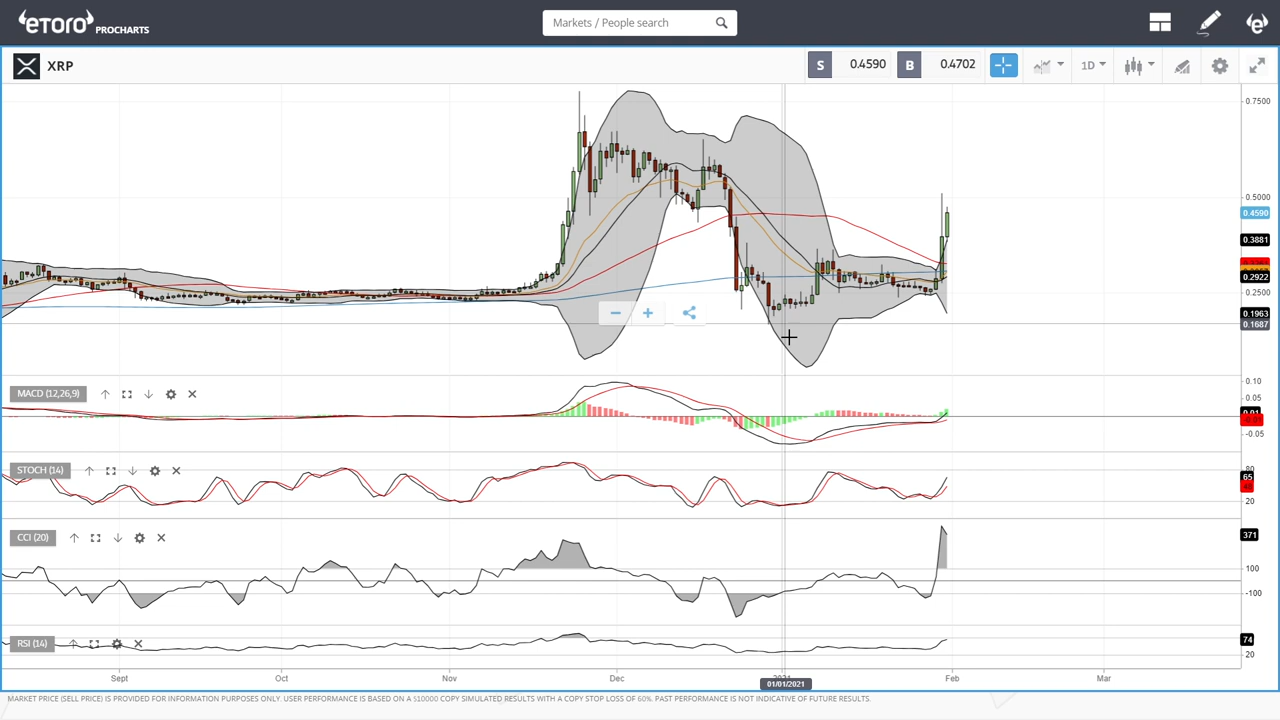 eToro PROCHARTS
Markets / People search
XRP
S 0.4590 B 0.4702
1D
0.7500
0.5000
0.4590
0.3881
0.2922
0.2500
0.1963
0.1687
MACD (12,26,9)
0.10
0.05
0.01
-0.05
STOCH (14)
80
65
20
CCI (20)
371
100
-100
RSI (14)
74
20
Sept Oct Nov Dec 2021 Feb Mar
01/01/2021
MARKET PRICE (SELL PRICE) IS PROVIDED FOR INFORMATION PURPOSES ONLY. USER PERFORMANCE IS BASED ON A $10000 COPY SIMULATED RESULTS WITH A COPY STOP LOSS OF 60%. PAST PERFORMANCE IS NOT INDICATIVE OF FUTURE RESULTS.